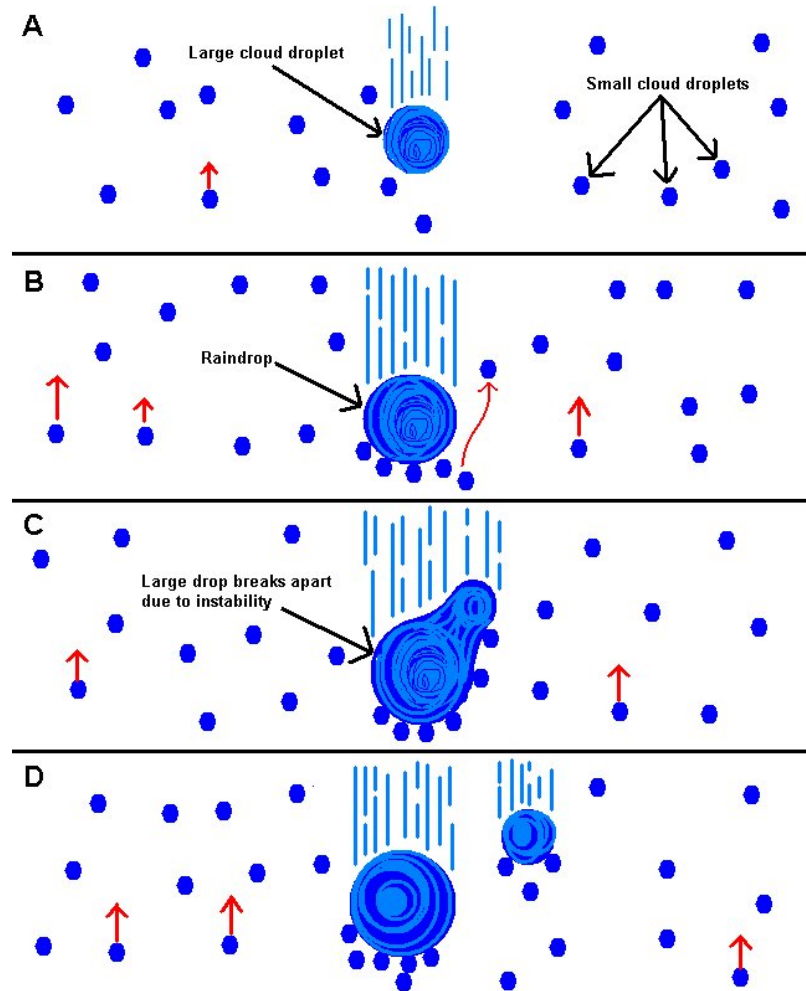 A
Large cloud droplet
Small cloud droplets
B
Raindrop
C
Large drop breaks apart
due to instability
D